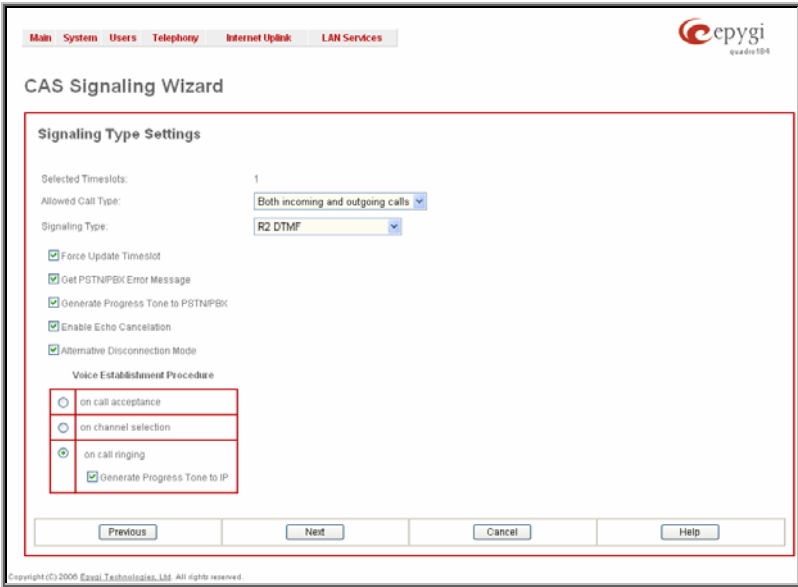 Main System Users Telephony Internet Uplink LAN Services
epygi
quadro184
CAS Signaling Wizard
Signaling Type Settings
Selected Timeslots: 1
Allowed Call Type: Both incoming and outgoing calls
Signaling Type: R2 DTMF
Force Update Timeslot
Get PSTN/PBX Error Message
Generate Progress Tone to PSTN/PBX
Enable Echo Cancelation
Alternative Disconnection Mode
Voice Establishment Procedure
on call acceptance
on channel selection
on call ringing
Generate Progress Tone to IP
Previous Next Cancel Help
Copyright (C) 2006 Epygi Technologies, Ltd. All rights reserved.